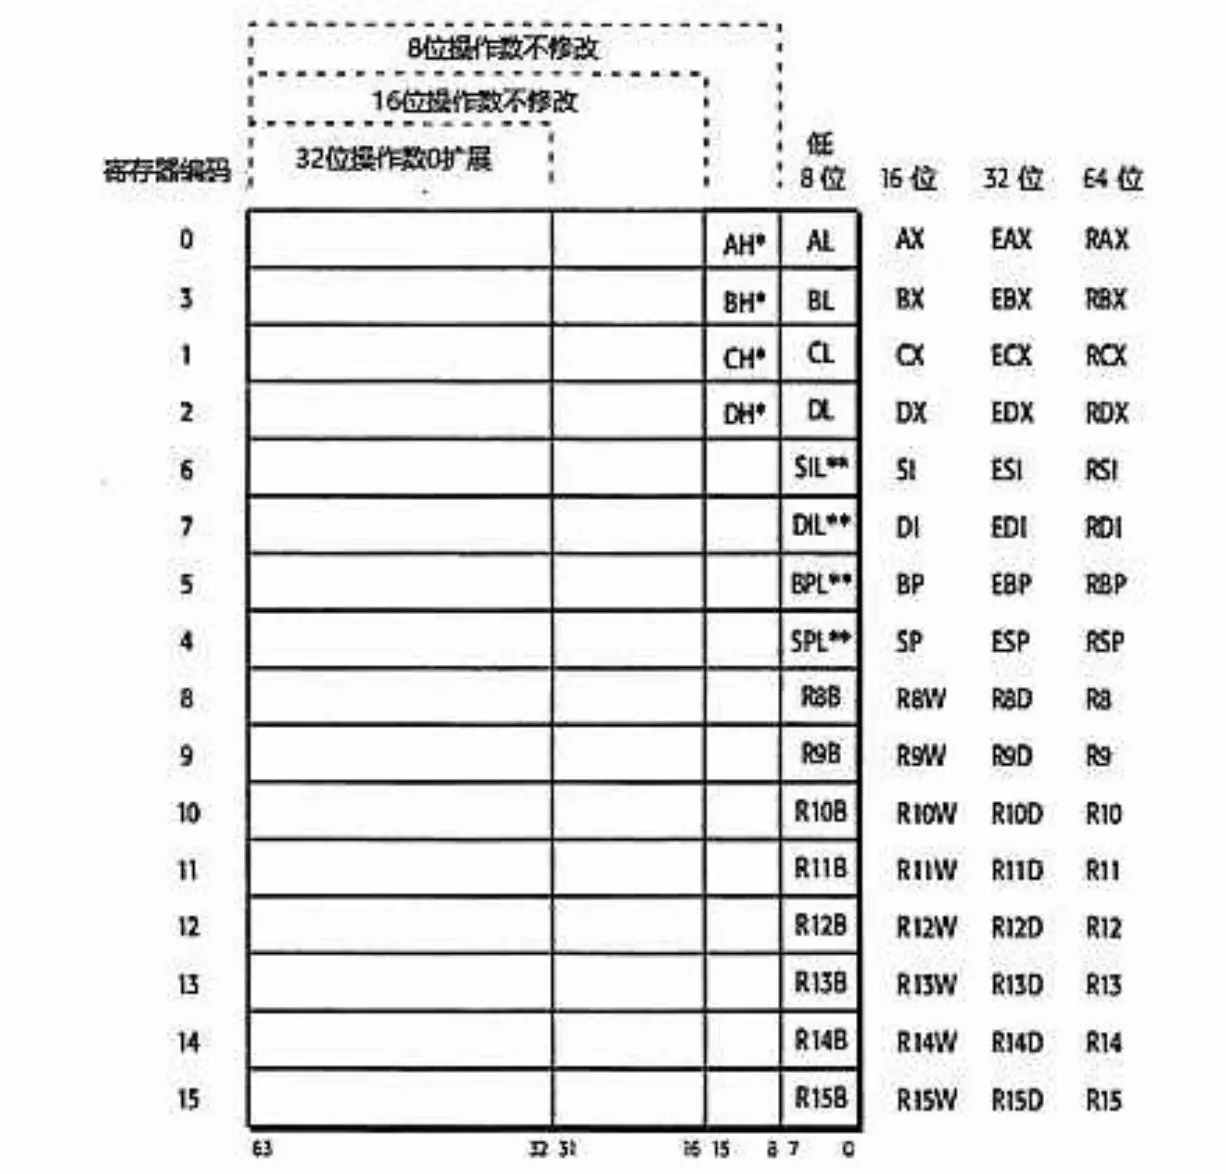 8位操作数不修改
16位操作数不修改
32位操作数0扩展
低
寄存器编码 8位 16位 32位 64位
0 AH* AL AX EAX RAX
3 BH* BL BX EBX RBX
1 CH* CL CX ECX RCX
2 DH* DL DX EDX RDX
6 SIL** SI ESI RSI
7 DIL** DI EDI RDI
5 BPL** BP EBP RBP
4 SPL** SP ESP RSP
8 R8B R8W R8D R8
9 R9B R9W R9D R9
10 R10B R10W R10D R10
11 R11B R11W R11D R11
12 R12B R12W R12D R12
13 R13B R13W R13D R13
14 R14B R14W R14D R14
15 R15B R15W R15D R15
63 32 31 16 15 8 7 0